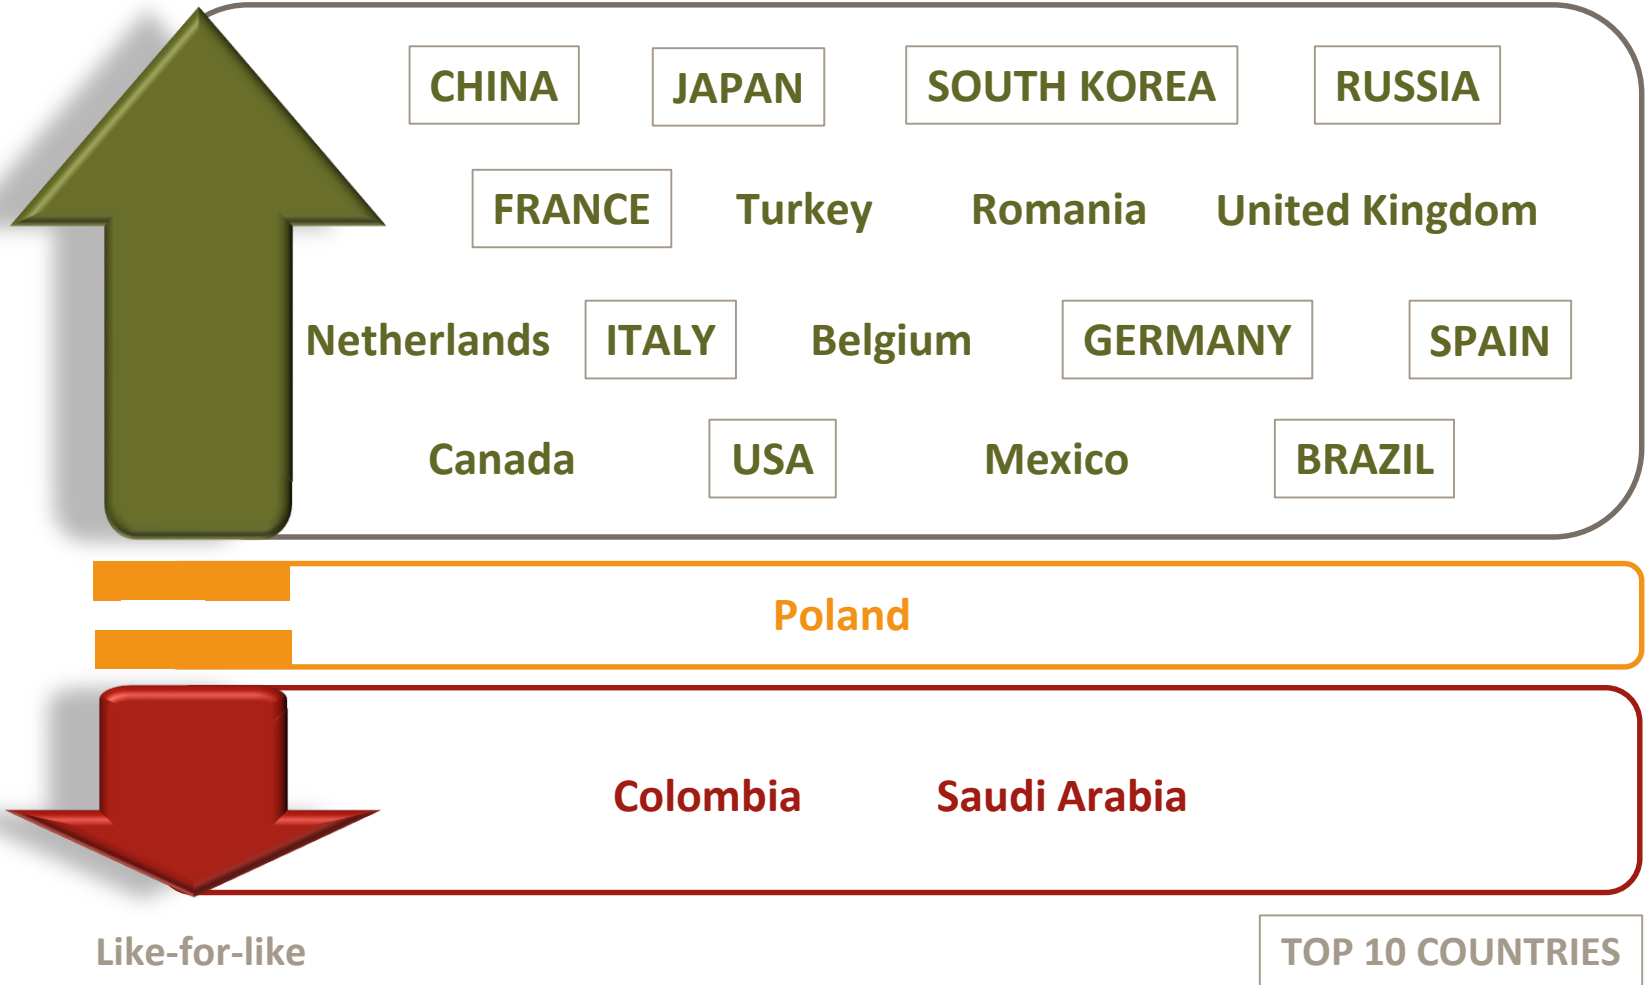 CHINA JAPAN SOUTH KOREA RUSSIA
FRANCE Turkey Romania United Kingdom
Netherlands ITALY Belgium GERMANY SPAIN
Canada USA Mexico BRAZIL
Poland
Colombia Saudi Arabia
Like-for-like TOP 10 COUNTRIES